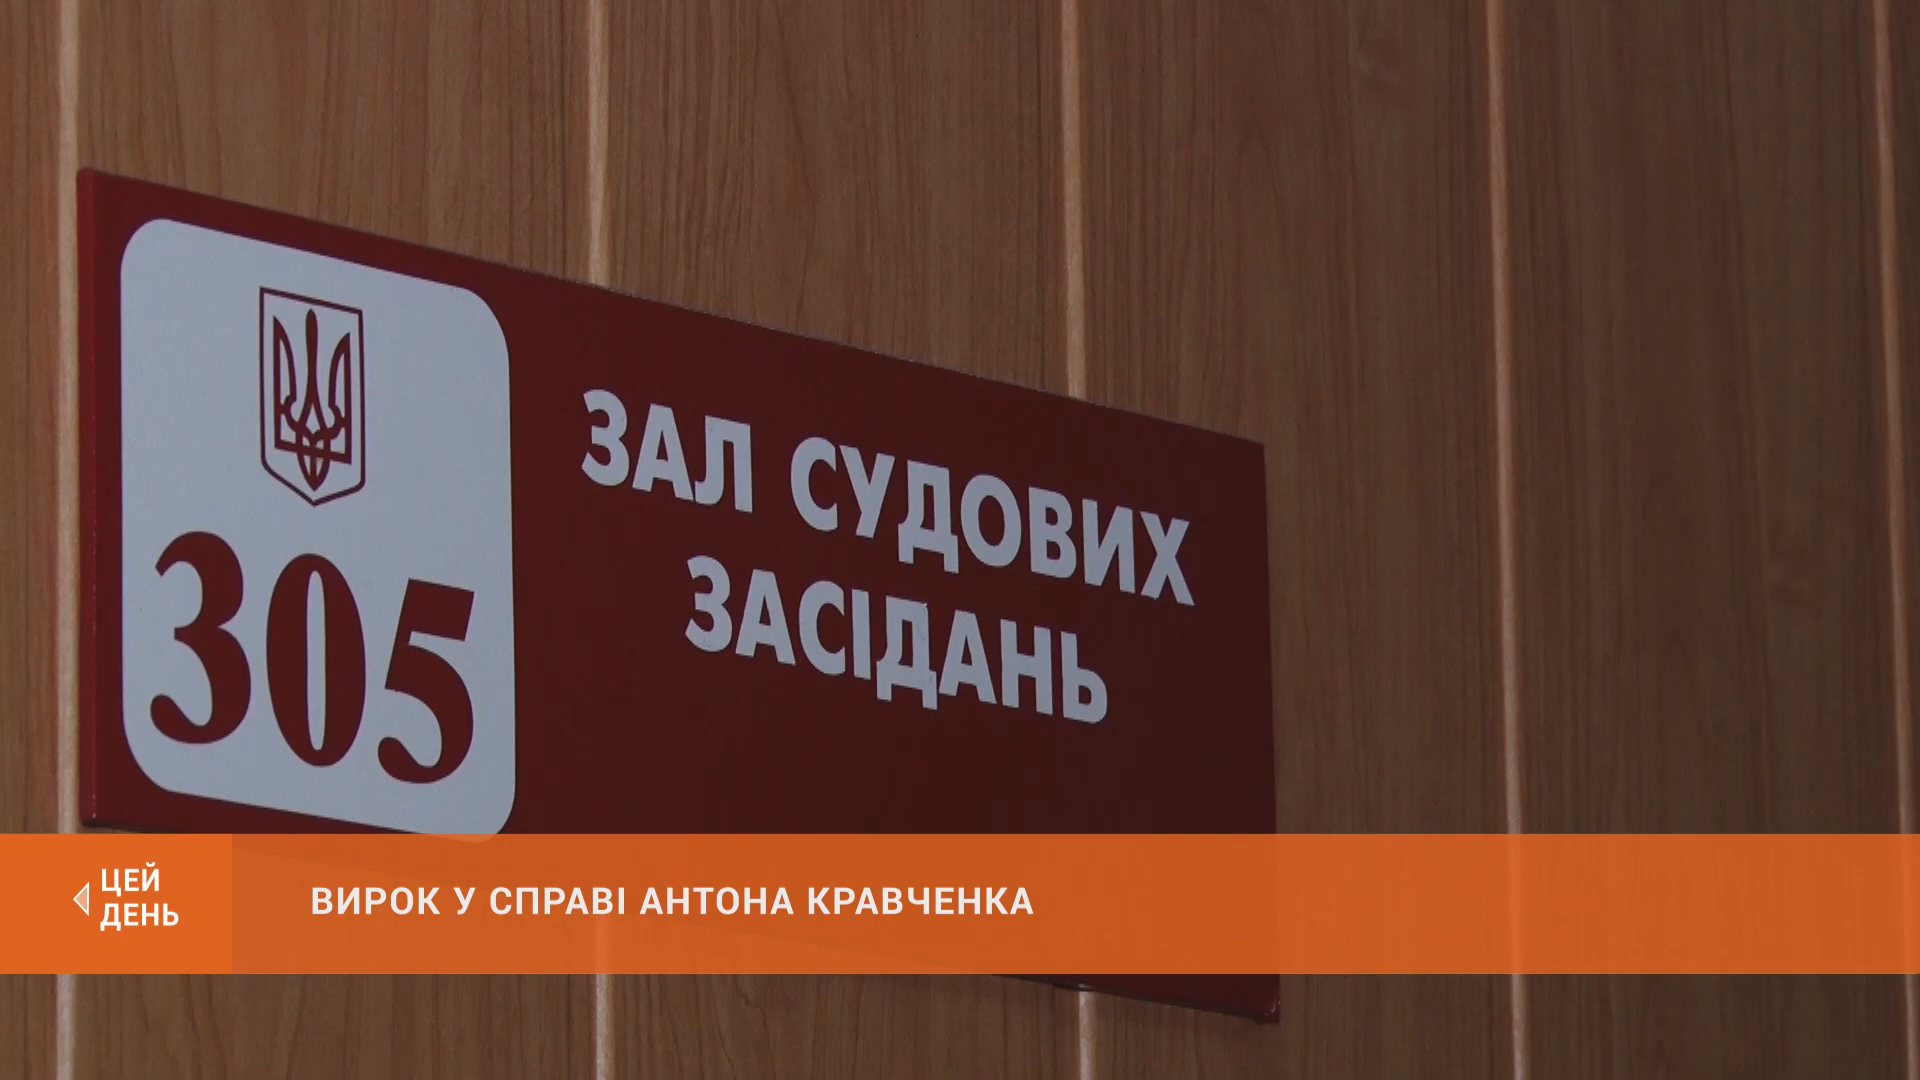 305
ЗАЛ СУДОВИХ
ЗАСІДАНЬ
ЦЕЙ
ДЕНЬ
ВИРОК У СПРАВІ АНТОНА КРАВЧЕНКА